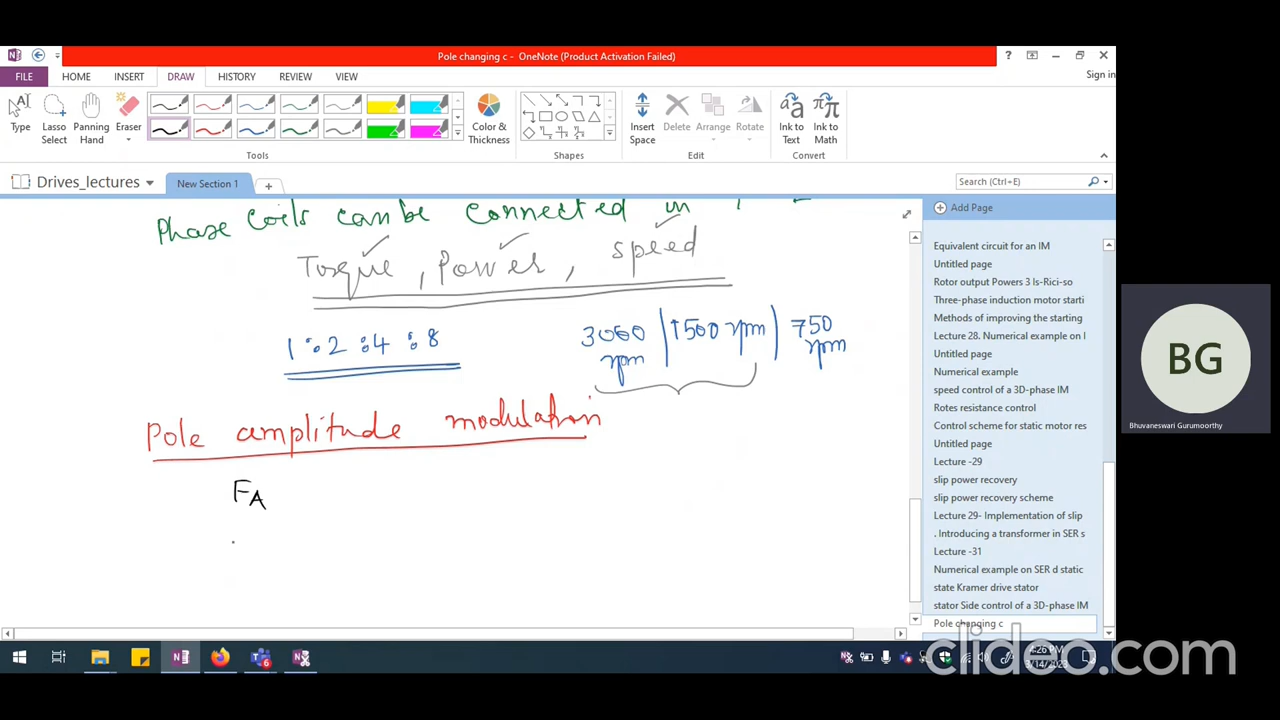 Pole changing c - OneNote (Product Activation Failed)
Sign in
FILE HOME INSERT DRAW HISTORY REVIEW VIEW
Type
Lasso Select
Panning Hand
Eraser
Color & Thickness
Insert Space
Delete
Arrange
Rotate
Ink to Text
Ink to Math
Tools
Shapes
Edit
Convert
Drives_lectures
New Section 1
Search (Ctrl+E)
Phase coils can be connected in
Torque, Power, speed
1:2:4:8
3000 rpm | 1500 rpm | 750 rpm
Pole amplitude modulation
FA
Add Page
Equivalent circuit for an IM
Untitled page
Rotor output Powers 3 Is-Rici-so
Three-phase induction motor starti
Methods of improving the starting
Lecture 28. Numerical example on I
Untitled page
Numerical example
speed control of a 3D-phase IM
Rotes resistance control
Control scheme for static motor res
Untitled page
Lecture -29
slip power recovery
slip power recovery scheme
Lecture 29- Implementation of slip
. Introducing a transformer in SER s
Lecture -31
Numerical example on SER d static
state Kramer drive stator
stator Side control of a 3D-phase IM
Pole changing c
BG
Bhuvaneswari Gurumoorthy
4:26 PM
3/14/2023
clideo.com